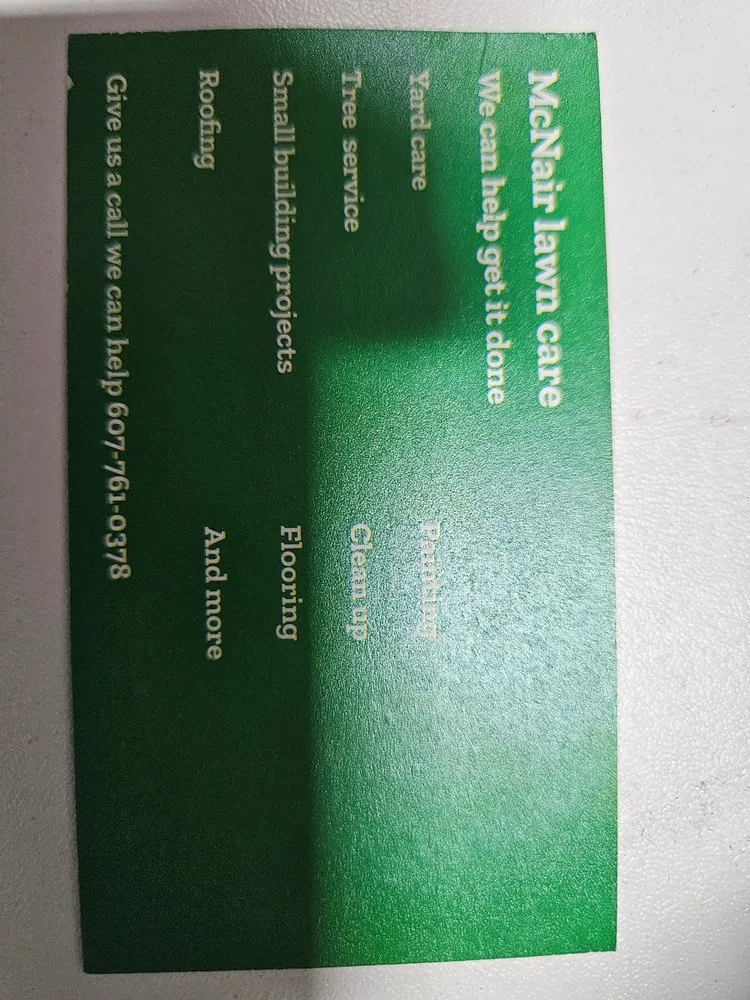 McNair lawn care
We can help get it done
Yard care
Painting
Tree service
Clean up
Small building projects
Flooring
Roofing
And more
Give us a call we can help 607-761-0378